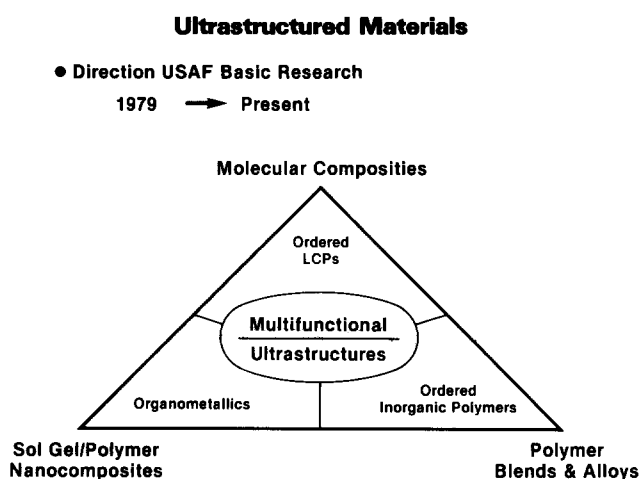 Ultrastructured Materials
● Direction USAF Basic Research
1979 → Present
Molecular Composities
Ordered
LCPs
Multifunctional
Ultrastructures
Organometallics
Ordered
Inorganic Polymers
Sol Gel/Polymer
Nanocomposites
Polymer
Blends & Alloys